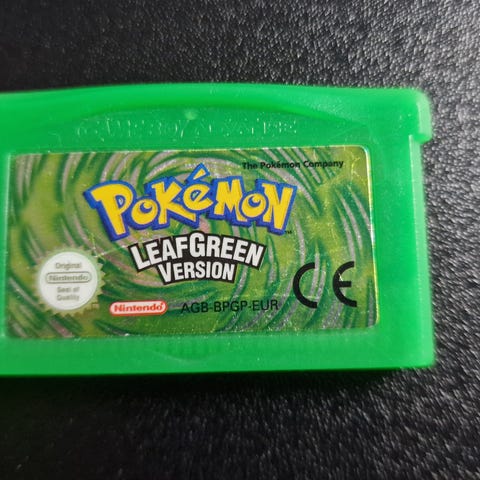 GAME BOY ADVANCE
The Pokémon Company
POKéMON
TM
LEAFGREEN
VERSION
Original
Nintendo
Seal of
Quality
Nintendo
AGB-BPGP-EUR
CE